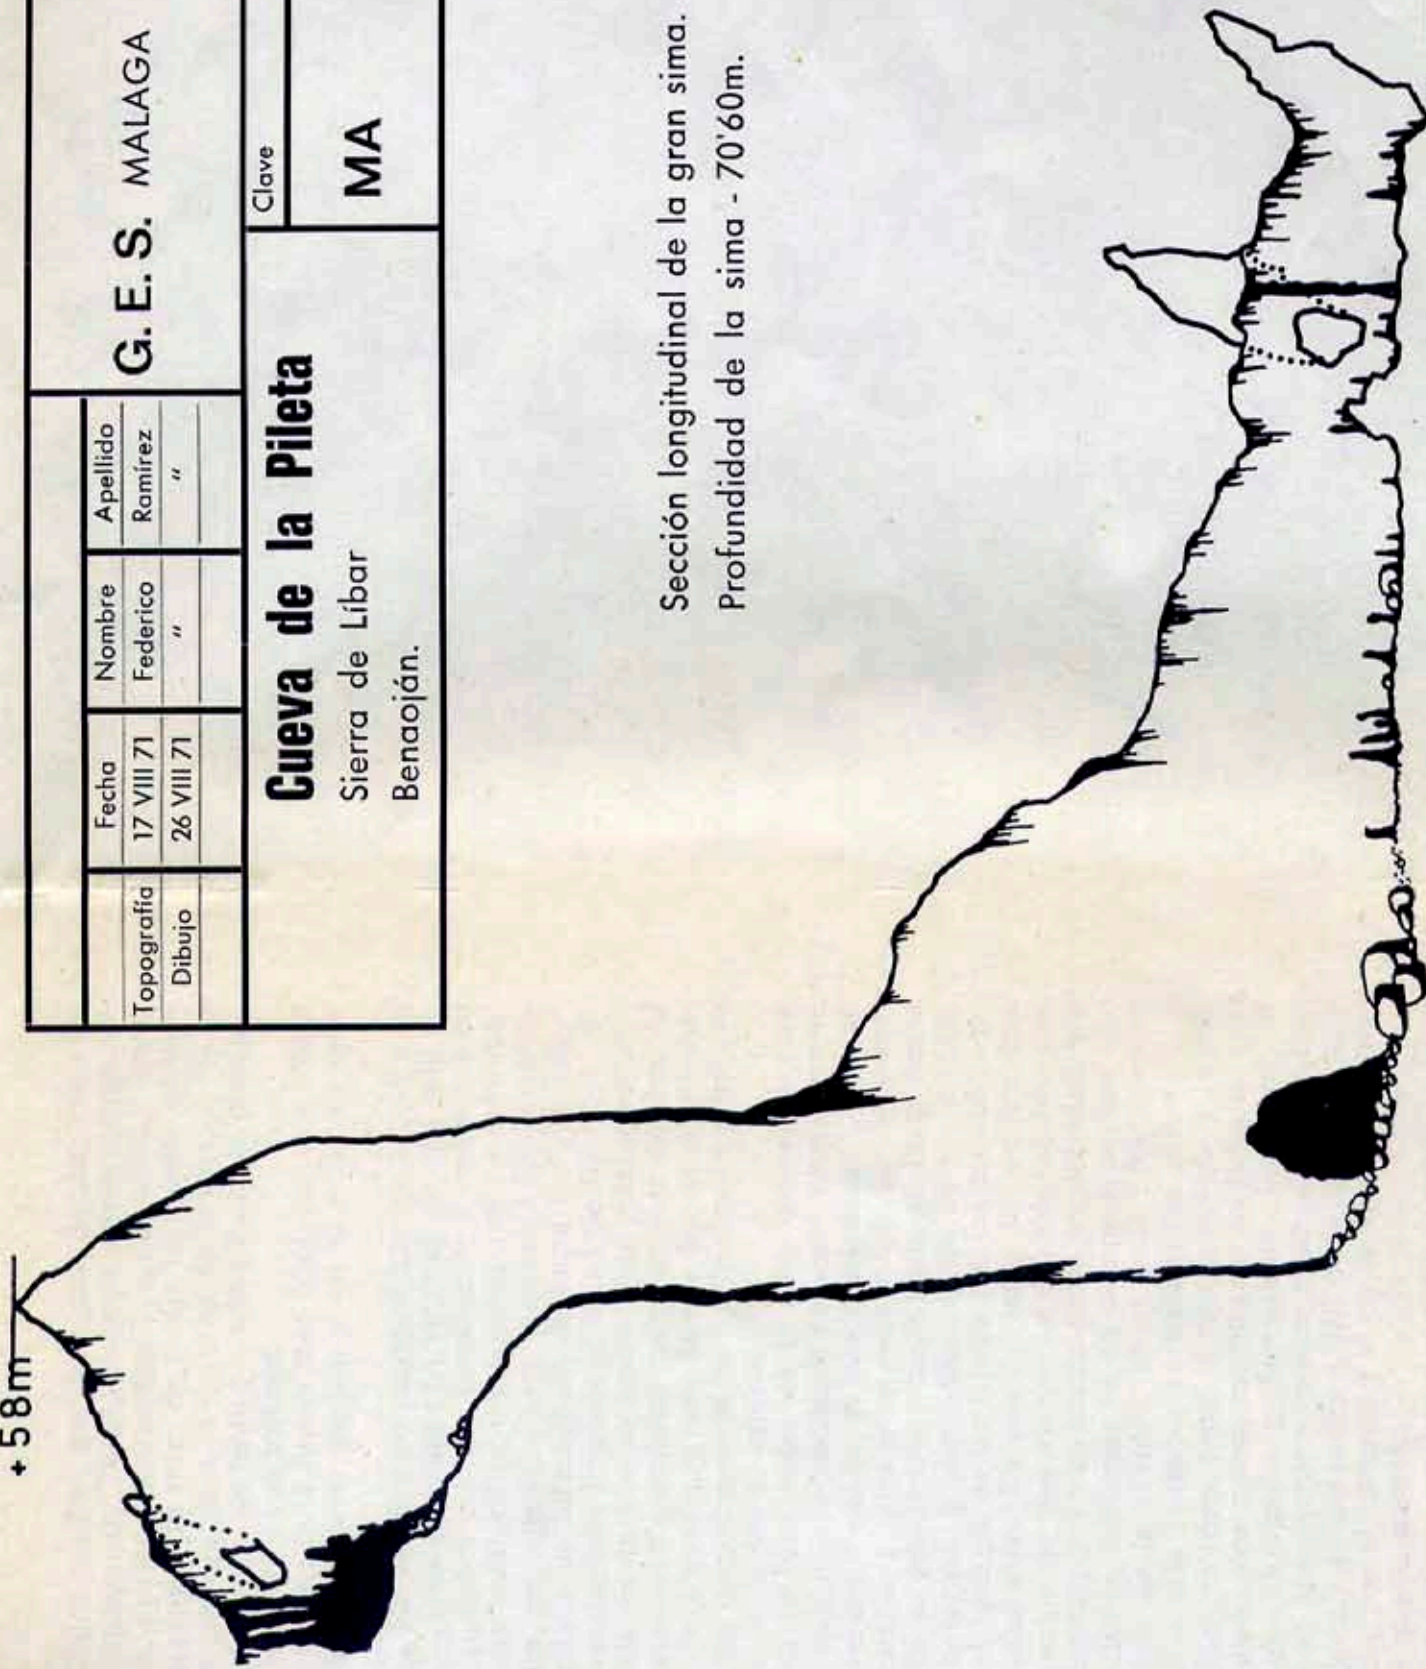 G. E. S. MALAGA
Fecha Nombre Apellido
Topografía 17 VIII 71 Federico Ramírez
Dibujo 26 VIII 71 " "
Cueva de la Pileta
Sierra de Líbar
Benaoján.
Clave
MA
Sección longitudinal de la gran sima.
Profundidad de la sima - 70'60m.
+58m